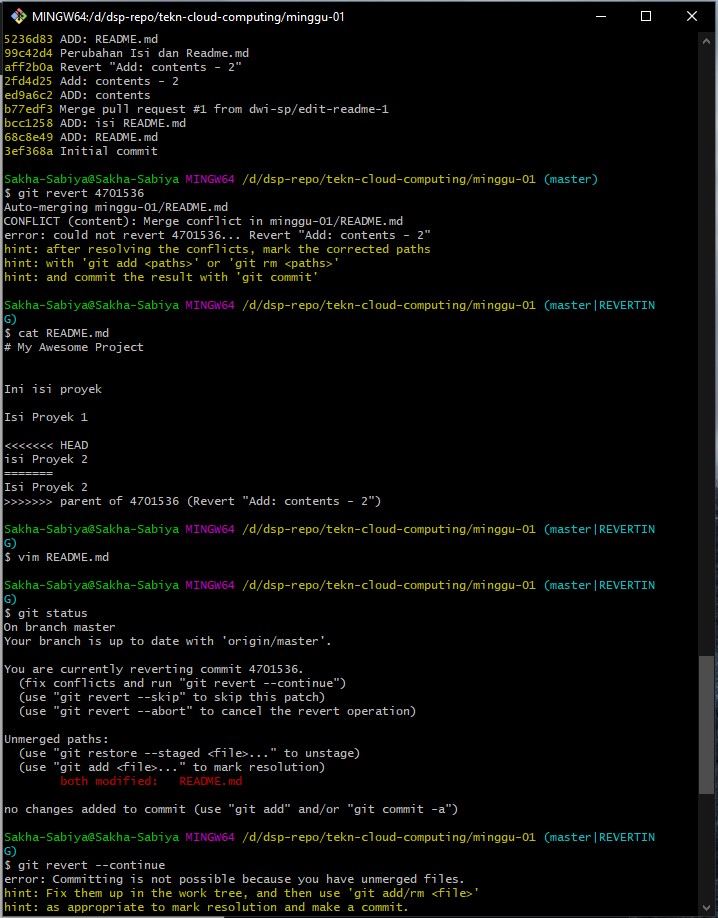 MINGW64:/d/dsp-repo/tekn-cloud-computing/minggu-01
5236d83 ADD: README.md
99c42d4 Perubahan Isi dan Readme.md
aff2b0a Revert "Add: contents - 2"
2fd4d25 Add: contents - 2
ed9a6c2 ADD: contents
b77edf3 Merge pull request #1 from dwi-sp/edit-readme-1
bcc1258 ADD: isi README.md
68c8e49 ADD: README.md
3ef368a Initial commit
Sakha-Sabiya@Sakha-Sabiya MINGW64 /d/dsp-repo/tekn-cloud-computing/minggu-01 (master)
$ git revert 4701536
Auto-merging minggu-01/README.md
CONFLICT (content): Merge conflict in minggu-01/README.md
error: could not revert 4701536... Revert "Add: contents - 2"
hint: after resolving the conflicts, mark the corrected paths
hint: with 'git add <paths>' or 'git rm <paths>'
hint: and commit the result with 'git commit'
Sakha-Sabiya@Sakha-Sabiya MINGW64 /d/dsp-repo/tekn-cloud-computing/minggu-01 (master|REVERTIN
G)
$ cat README.md
# My Awesome Project
Ini isi proyek
Isi Proyek 1
<<<<<<< HEAD
isi Proyek 2
=======
Isi Proyek 2
>>>>>>> parent of 4701536 (Revert "Add: contents - 2")
Sakha-Sabiya@Sakha-Sabiya MINGW64 /d/dsp-repo/tekn-cloud-computing/minggu-01 (master|REVERTIN
G)
$ vim README.md
Sakha-Sabiya@Sakha-Sabiya MINGW64 /d/dsp-repo/tekn-cloud-computing/minggu-01 (master|REVERTIN
G)
$ git status
On branch master
Your branch is up to date with 'origin/master'.
You are currently reverting commit 4701536.
  (fix conflicts and run "git revert --continue")
  (use "git revert --skip" to skip this patch)
  (use "git revert --abort" to cancel the revert operation)
Unmerged paths:
  (use "git restore --staged <file>..." to unstage)
  (use "git add <file>..." to mark resolution)
        both modified:   README.md
no changes added to commit (use "git add" and/or "git commit -a")
Sakha-Sabiya@Sakha-Sabiya MINGW64 /d/dsp-repo/tekn-cloud-computing/minggu-01 (master|REVERTIN
G)
$ git revert --continue
error: Committing is not possible because you have unmerged files.
hint: Fix them up in the work tree, and then use 'git add/rm <file>'
hint: as appropriate to mark resolution and make a commit.